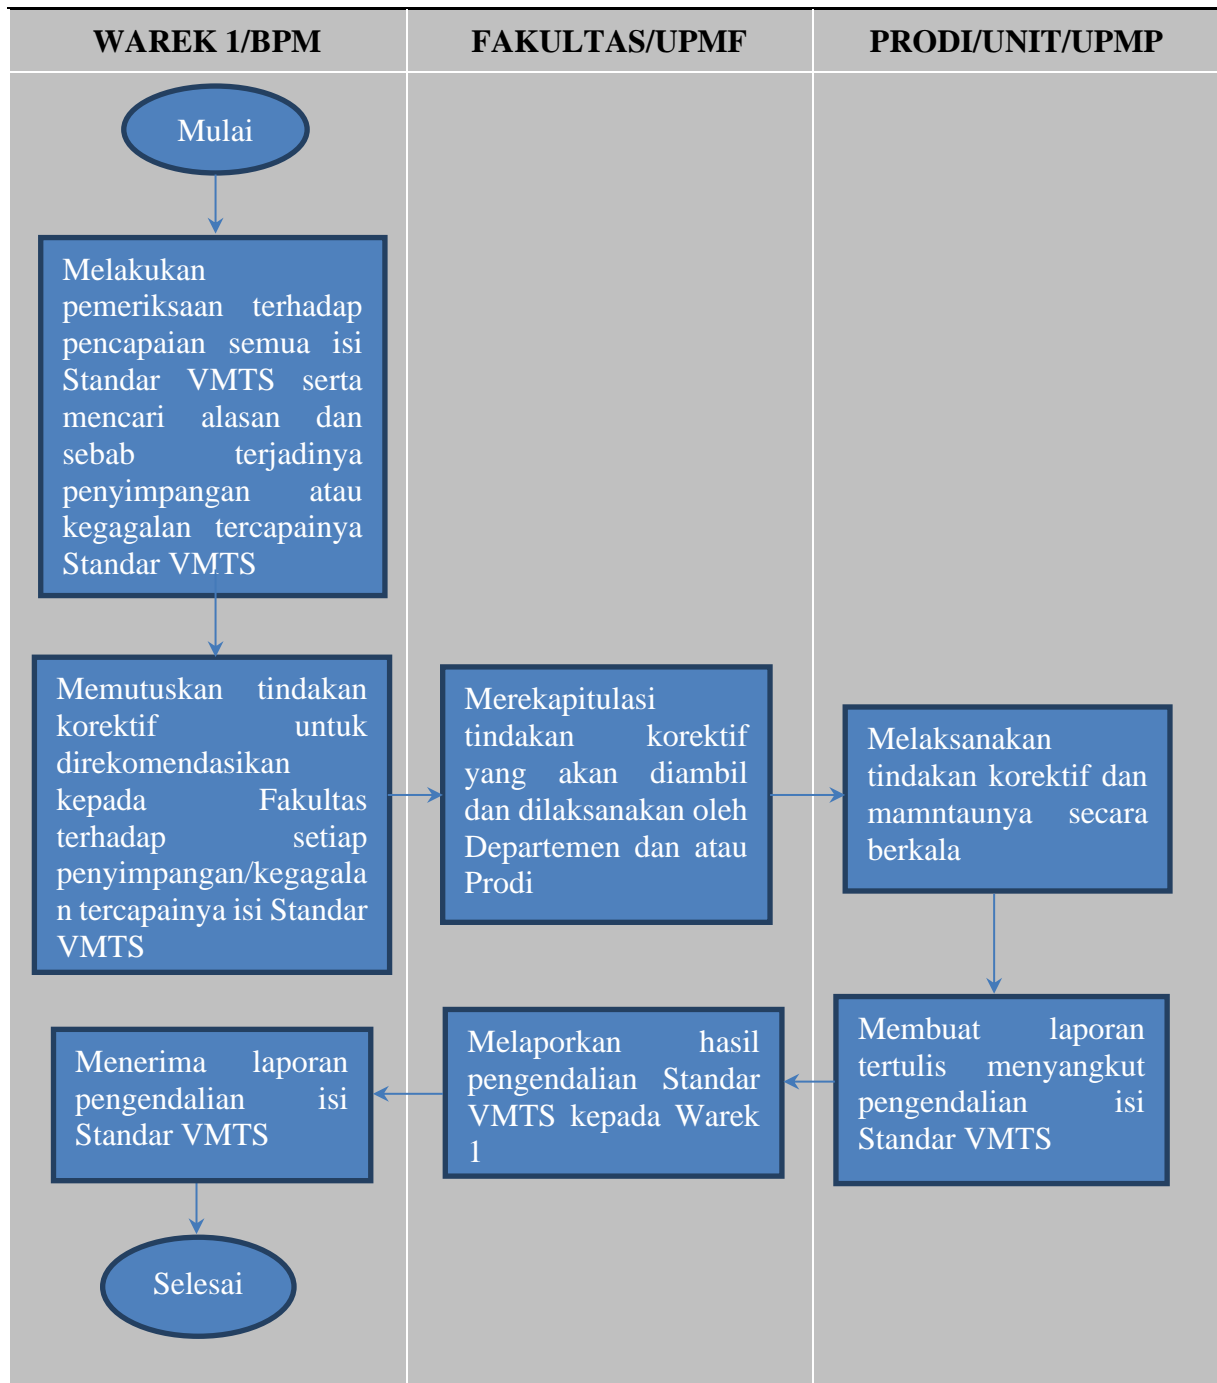 WAREK 1/BPM
FAKULTAS/UPMF
PRODI/UNIT/UPMP
Mulai
Melakukan
pemeriksaan terhadap
pencapaian semua isi
Standar VMTS serta
mencari alasan dan
sebab terjadinya
penyimpangan atau
kegagalan tercapainya
Standar VMTS
Memutuskan tindakan
korektif untuk
direkomendasikan
kepada Fakultas
terhadap setiap
penyimpangan/kegagala
n tercapainya isi Standar
VMTS
Merekapitulasi
tindakan korektif
yang akan diambil
dan dilaksanakan oleh
Departemen dan atau
Prodi
Melaksanakan
tindakan korektif dan
mamntaunya secara
berkala
Membuat laporan
tertulis menyangkut
pengendalian isi
Standar VMTS
Melaporkan hasil
pengendalian Standar
VMTS kepada Warek
1
Menerima laporan
pengendalian isi
Standar VMTS
Selesai